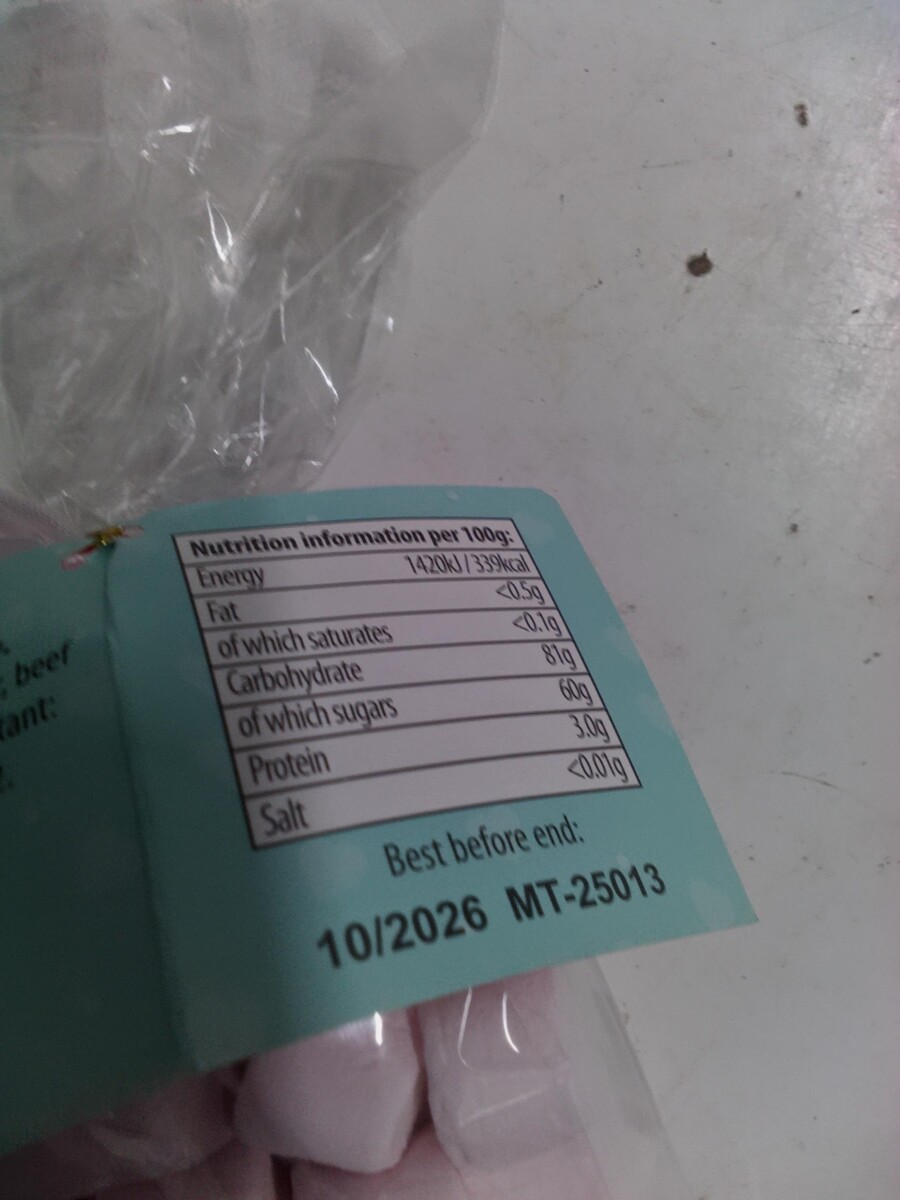 beef
tant:
Nutrition information per 100g:
Energy 1420kJ / 339kcal
Fat <0.5g
of which saturates <0.1g
Carbohydrate 81g
of which sugars 60g
Protein 3.0g
Salt <0.01g
Best before end:
10/2026 MT-25013